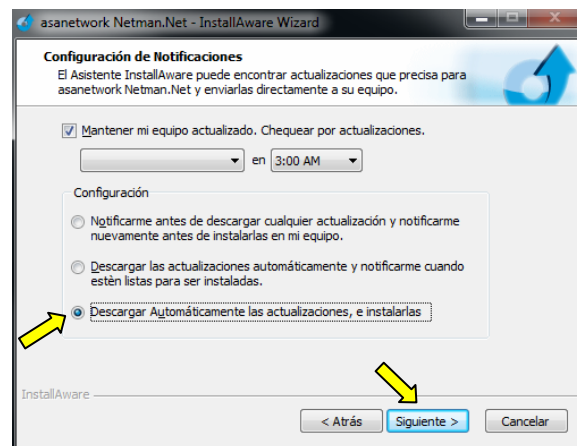 asanetwork Netman.Net - InstallAware Wizard
Configuración de Notificaciones
El Asistente InstallAware puede encontrar actualizaciones que precisa para
asanetwork Netman.Net y enviarlas directamente a su equipo.
Mantener mi equipo actualizado. Chequear por actualizaciones.
en 3:00 AM
Configuración
Notificarme antes de descargar cualquier actualización y notificarme
nuevamente antes de instalarlas en mi equipo.
Descargar las actualizaciones automáticamente y notificarme cuando
estèn listas para ser instaladas.
Descargar Automáticamente las actualizaciones, e instalarlas
InstallAware
< Atrás Siguiente > Cancelar